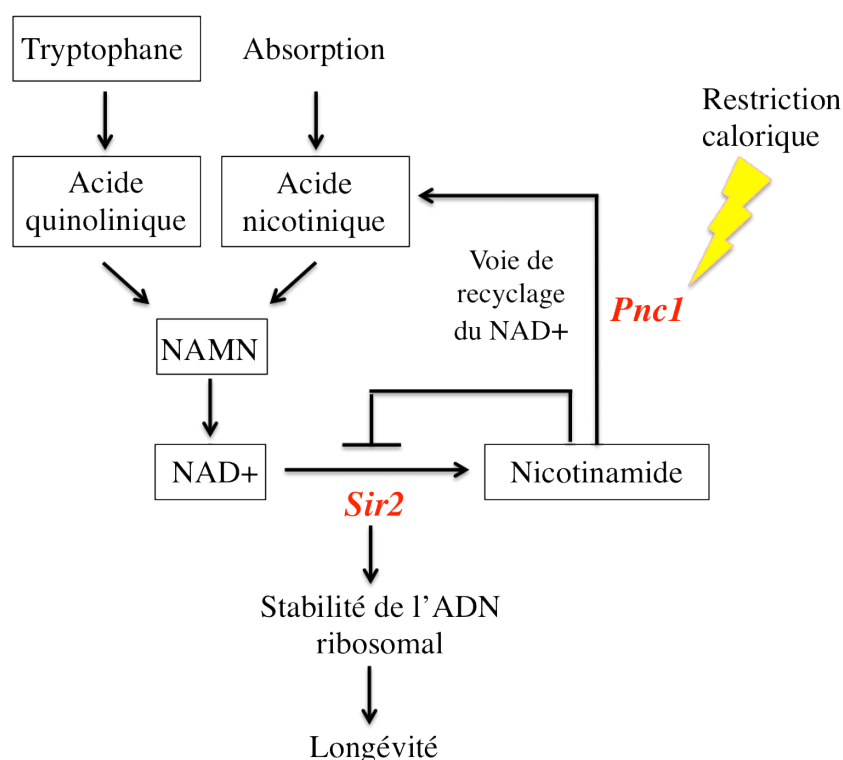 Tryptophane
Absorption
Restriction
calorique
Acide
quinolinique
Acide
nicotinique
Voie de
recyclage
du NAD+
Pnc1
NAMN
NAD+
Nicotinamide
Sir2
Stabilité de l'ADN
ribosomal
Longévité